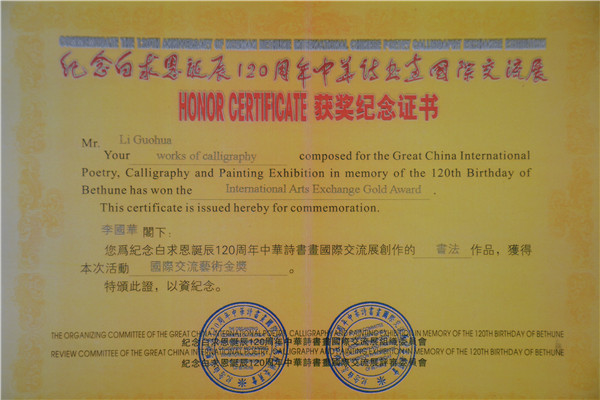 纪念白求恩誕辰120周年中华诗书画國際交流展
HONOR CERTIFICATE 获奖纪念证书
Mr. Li Guohua
Your works of calligraphy composed for the Great China International
Poetry, Calligraphy and Painting Exhibition in memory of the 120th Birthday of
Bethune has won the International Arts Exchange Gold Award .
This certificate is issued hereby for commemoration.
李國華 閣下:
您爲紀念白求恩誕辰120周年中華詩書畫國際交流展創作的 書法 作品，獲得
本次活動 國際交流藝術金獎 。
特頒此證，以資紀念。
THE ORGANIZING COMMITTEE OF THE GREAT CHINA INTERNATIONAL POETRY, CALLIGRAPHY AND PAINTING EXHIBITION IN MEMORY OF THE 120TH BIRTHDAY OF BETHUNE
紀念白求恩誕辰120周年中華詩書畫國際交流展組織委員會
REVIEW COMMITTEE OF THE GREAT CHINA INTERNATIONAL POETRY, CALLIGRAPHY AND PAINTING EXHIBITION IN MEMORY OF THE 120TH BIRTHDAY OF BETHUNE
紀念白求恩誕辰120周年中華詩書畫國際交流展評審委員會